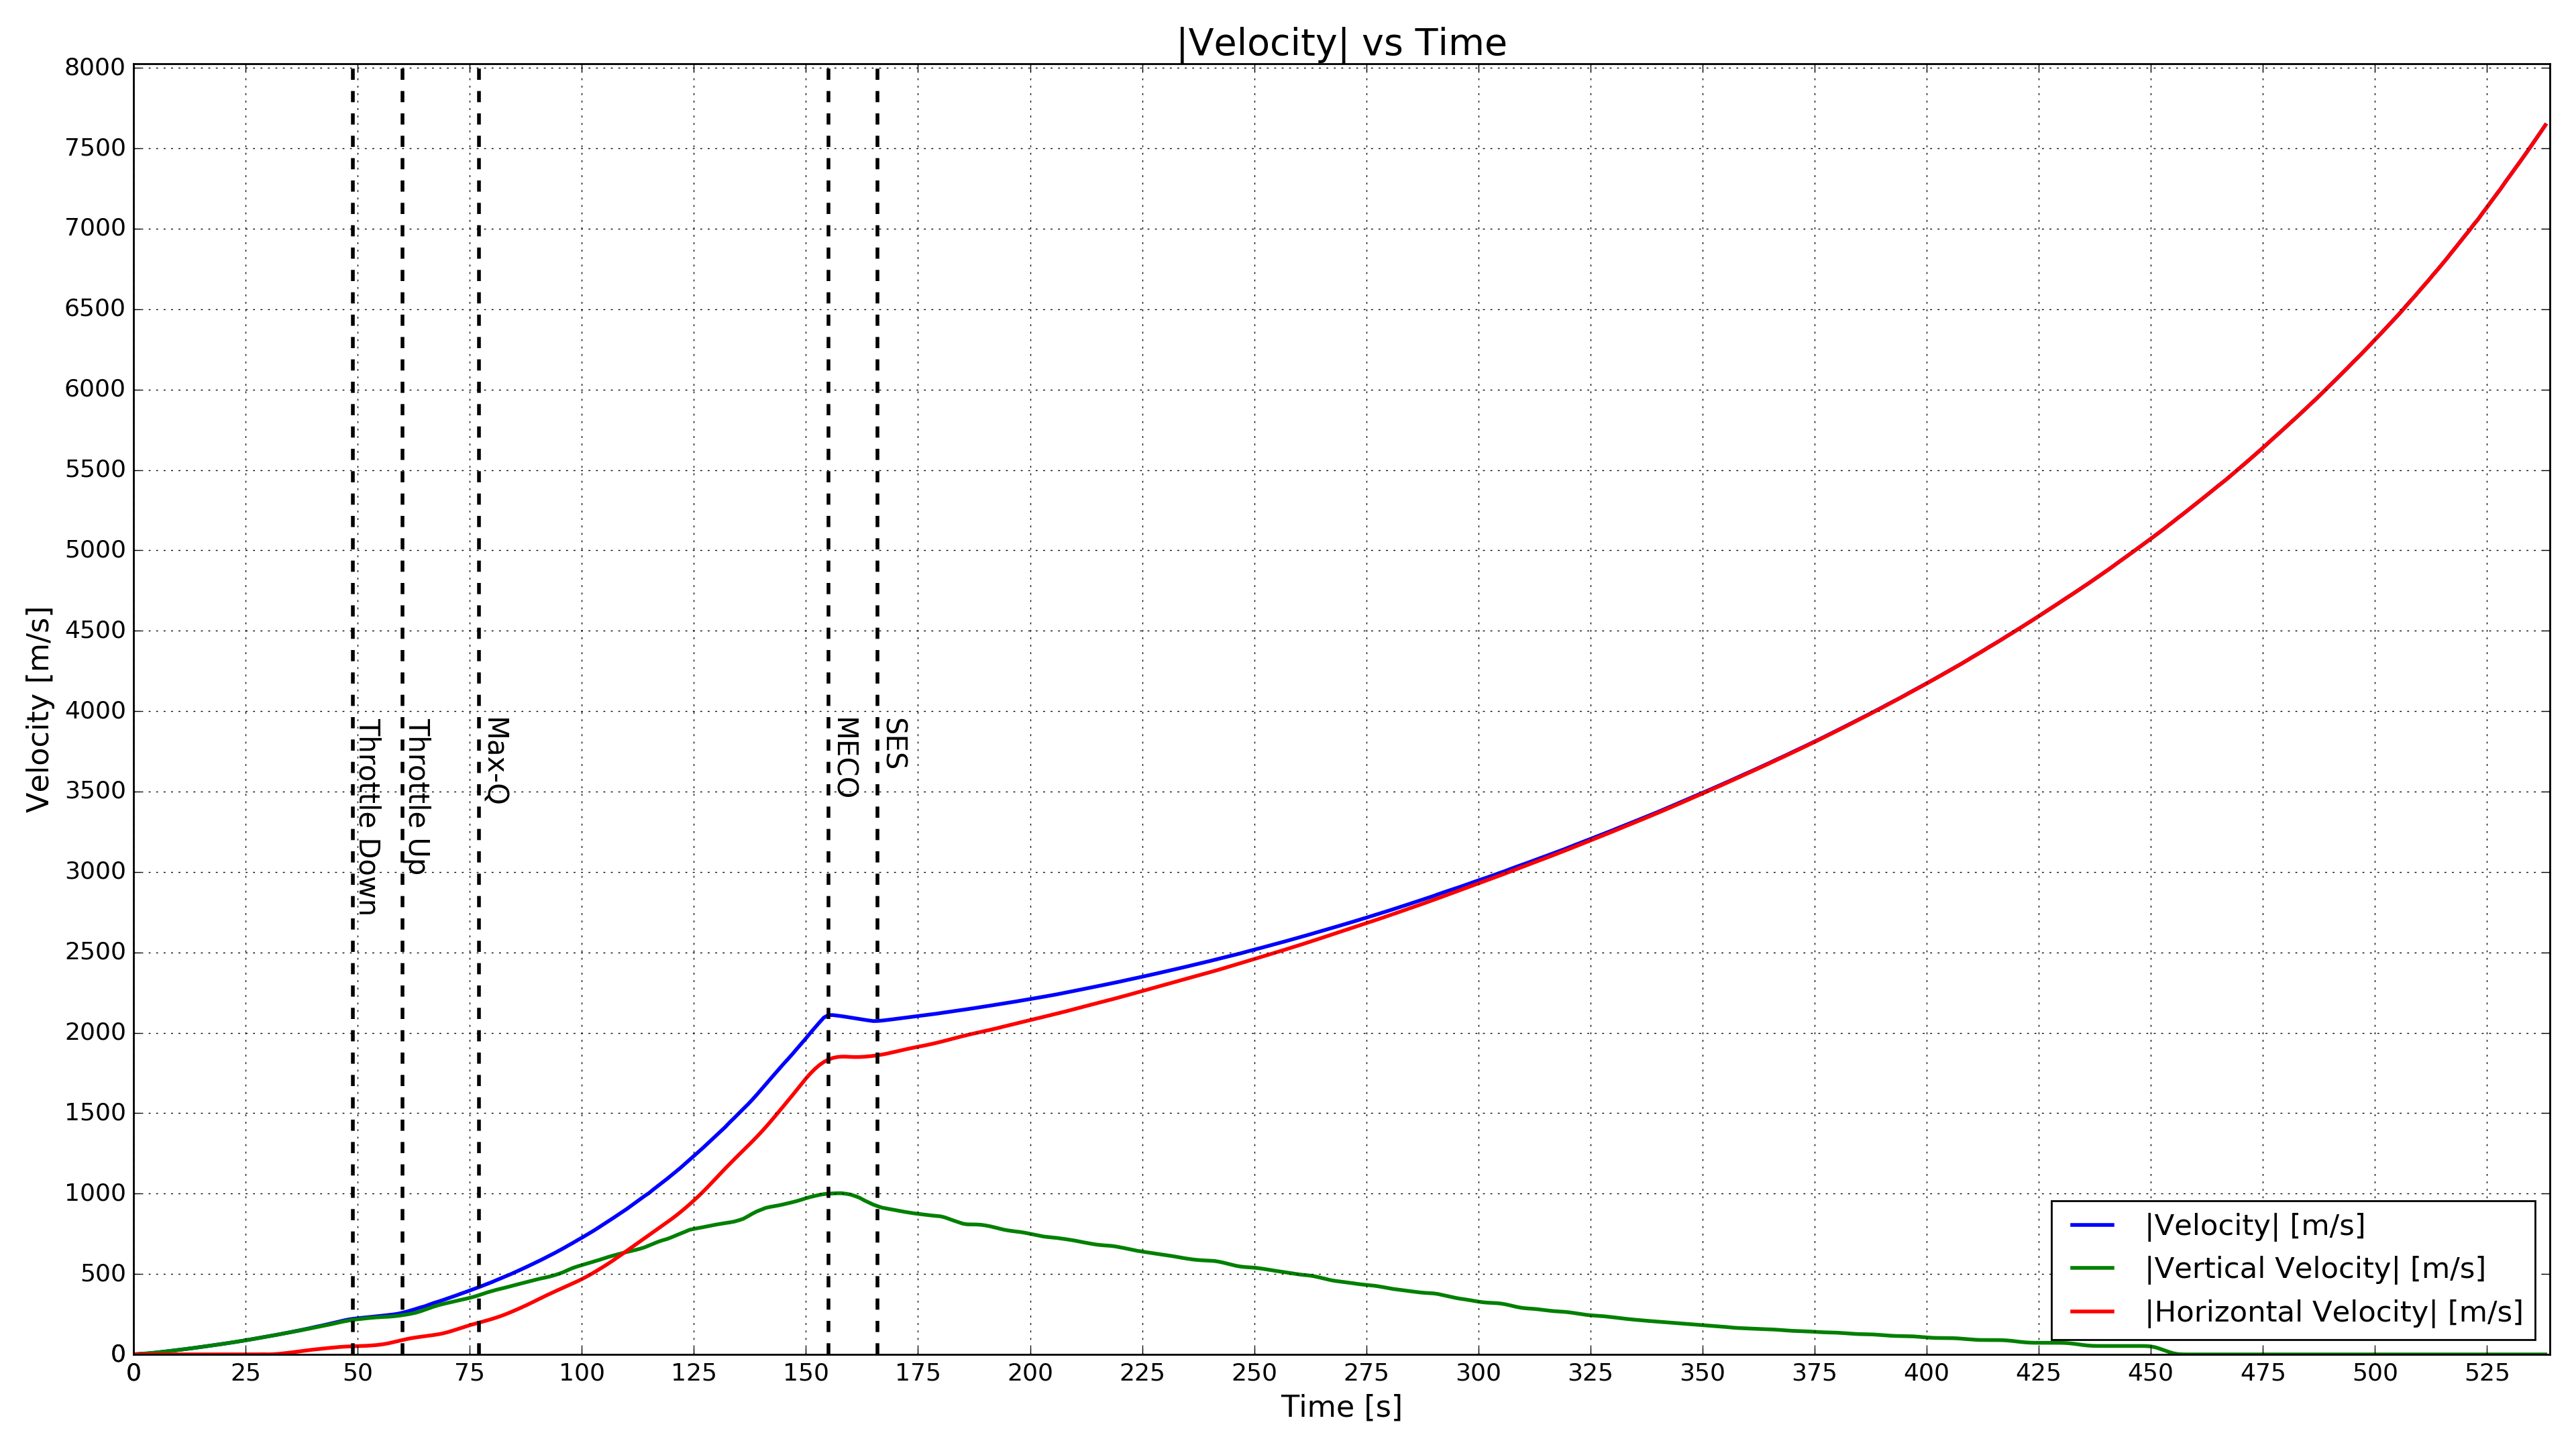 |Velocity| vs Time
8000
7500
7000
6500
6000
5500
5000
4500
4000
3500
3000
2500
2000
1500
1000
500
0
Velocity [m/s]
Throttle Down
Throttle Up
Max-Q
MECO
SES
|Velocity| [m/s]
|Vertical Velocity| [m/s]
|Horizontal Velocity| [m/s]
0 25 50 75 100 125 150 175 200 225 250 275 300 325 350 375 400 425 450 475 500 525
Time [s]